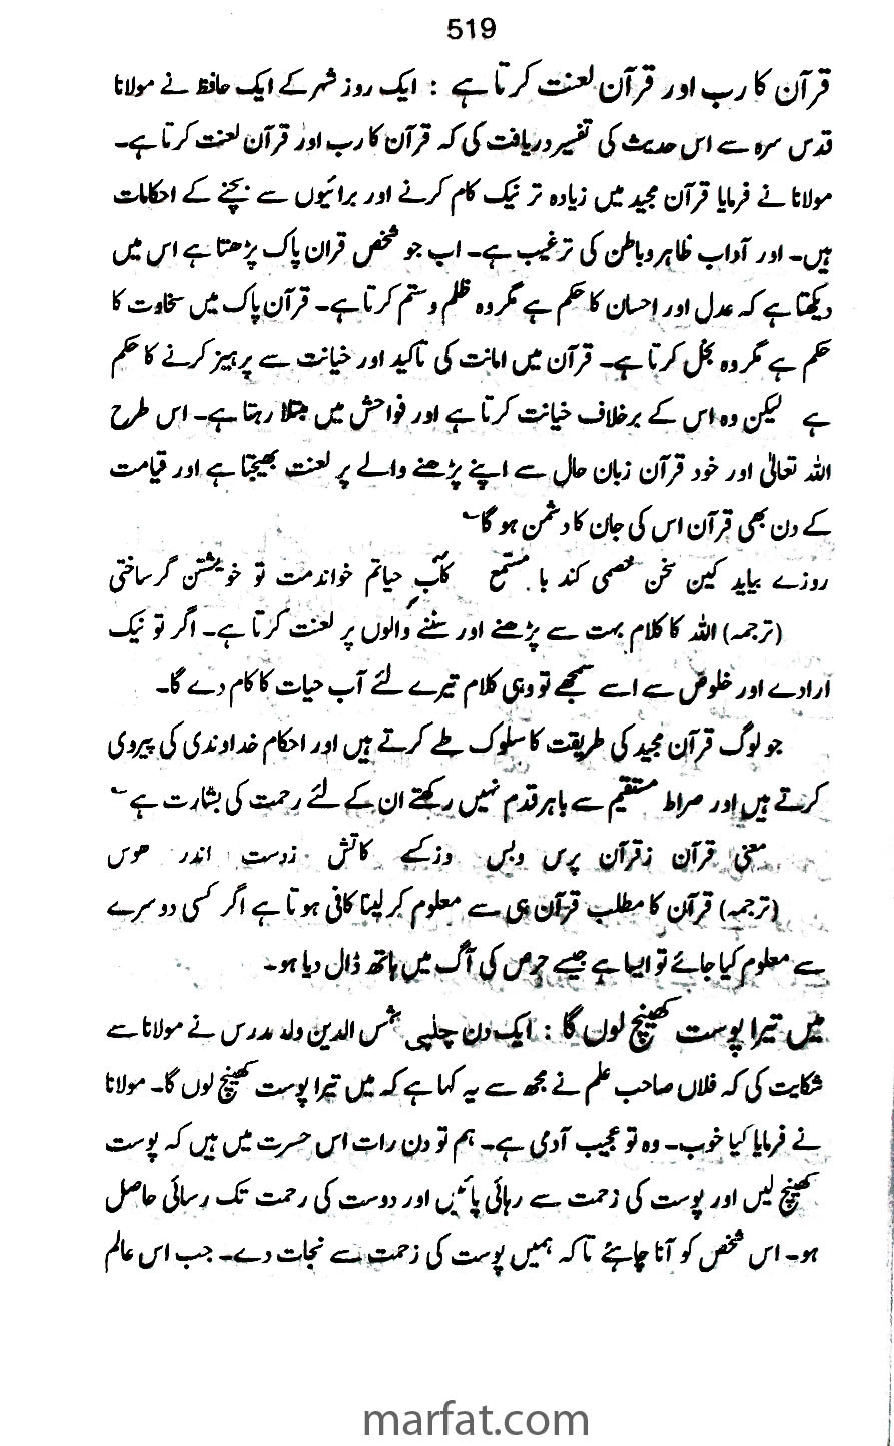 519
قرآن کا رب اور قرآن لعنت کرتا ہے : ایک روز شہر کے ایک حافظ نے مولانا
قدس سرہ سے اس حدیث کی تفسیر دریافت کی کہ قرآن کا رب اور قرآن لعنت کرتا ہے۔
مولانا نے فرمایا قرآن مجید میں زیادہ تر نیک کام کرنے اور برائیوں سے بچنے کے احکامات
ہیں۔ اور آداب ظاہر و باطن کی ترغیب ہے۔ اب جو شخص قران پاک پڑھتا ہے اس میں
دیکھتا ہے کہ عدل اور احسان کا حکم ہے مگر وہ ظلم و ستم کرتا ہے۔ قرآن پاک میں سخاوت کا
حکم ہے مگر وہ بخل کرتا ہے۔ قرآن میں امانت کی تاکید اور خیانت سے پرہیز کرنے کا حکم
ہے لیکن وہ اس کے برخلاف خیانت کرتا ہے اور فواحش میں مبتلا رہتا ہے۔ اس طرح
اللہ تعالیٰ اور خود قرآن زبان حال سے اپنے پڑھنے والے پر لعنت بھیجتا ہے اور قیامت
کے دن بھی قرآن اس کی جان کا دشمن ہو گا
روزے بیاید کین سخن خصمی کند با مستمع کآب حیاتم خواندمت تو خویشتن کر ساختی
(ترجمہ) اللہ کا کلام بہت سے پڑھنے اور سننے والوں پر لعنت کرتا ہے۔ اگر تو نیک
ارادے اور خلوص سے اسے سمجھے تو وہی کلام تیرے لئے آب حیات کا کام دے گا۔
جو لوگ قرآن مجید کی طریقت کا سلوک طے کرتے ہیں اور احکام خداوندی کی پیروی
کرتے ہیں اور صراط مستقیم سے باہر قدم نہیں رکھتے ان کے لئے رحمت کی بشارت ہے
معنی قرآن زقرآن پرس و بس وزکے کاتش زدست اندر ھوس
(ترجمہ) قرآن کا مطلب قرآن ہی سے معلوم کر لینا کافی ہوتا ہے اگر کسی دوسرے
سے معلوم کیا جائے تو ایسا ہے جیسے حرص کی آگ میں ہاتھ ڈال دیا ہو۔
میں تیرا پوست کھینچ لوں گا : ایک دن چلپی شمس الدین ولد مدرس نے مولانا سے
شکایت کی کہ فلاں صاحب علم نے مجھ سے یہ کہا ہے کہ میں تیرا پوست کھینچ لوں گا۔ مولانا
نے فرمایا کیا خوب۔ وہ تو عجیب آدمی ہے۔ ہم تو دن رات اس حسرت میں ہیں کہ پوست
کھینچ لیں اور پوست کی زحمت سے رہائی پائیں اور دوست کی رحمت تک رسائی حاصل
ہو۔ اس شخص کو آنا چاہئے تاکہ ہمیں پوست کی زحمت سے نجات دے۔ جب اس عالم
marfat.com